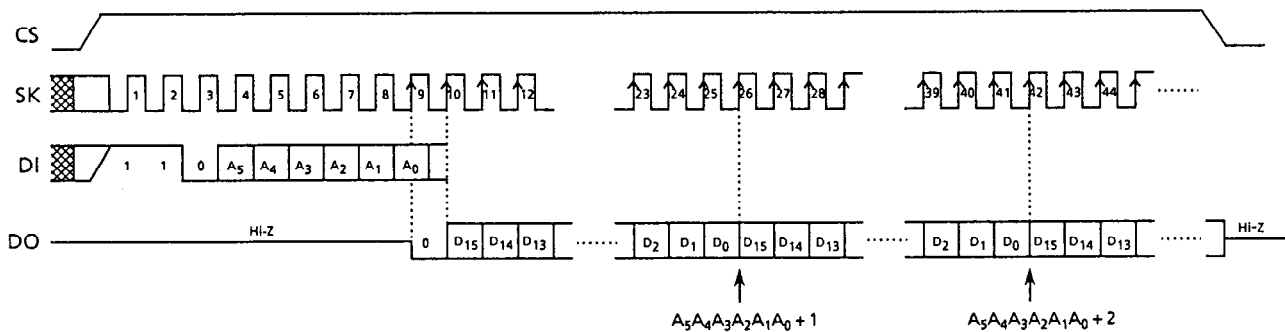 CS
SK 1 2 3 4 5 6 7 8 9 10 11 12 23 24 25 26 27 28 39 40 41 42 43 44
DI 1 1 0 A₅ A₄ A₃ A₂ A₁ A₀
DO Hi-Z 0 D₁₅ D₁₄ D₁₃ D₂ D₁ D₀ D₁₅ D₁₄ D₁₃ D₂ D₁ D₀ D₁₅ D₁₄ D₁₃ Hi-Z
A₅A₄A₃A₂A₁A₀ + 1 A₅A₄A₃A₂A₁A₀ + 2